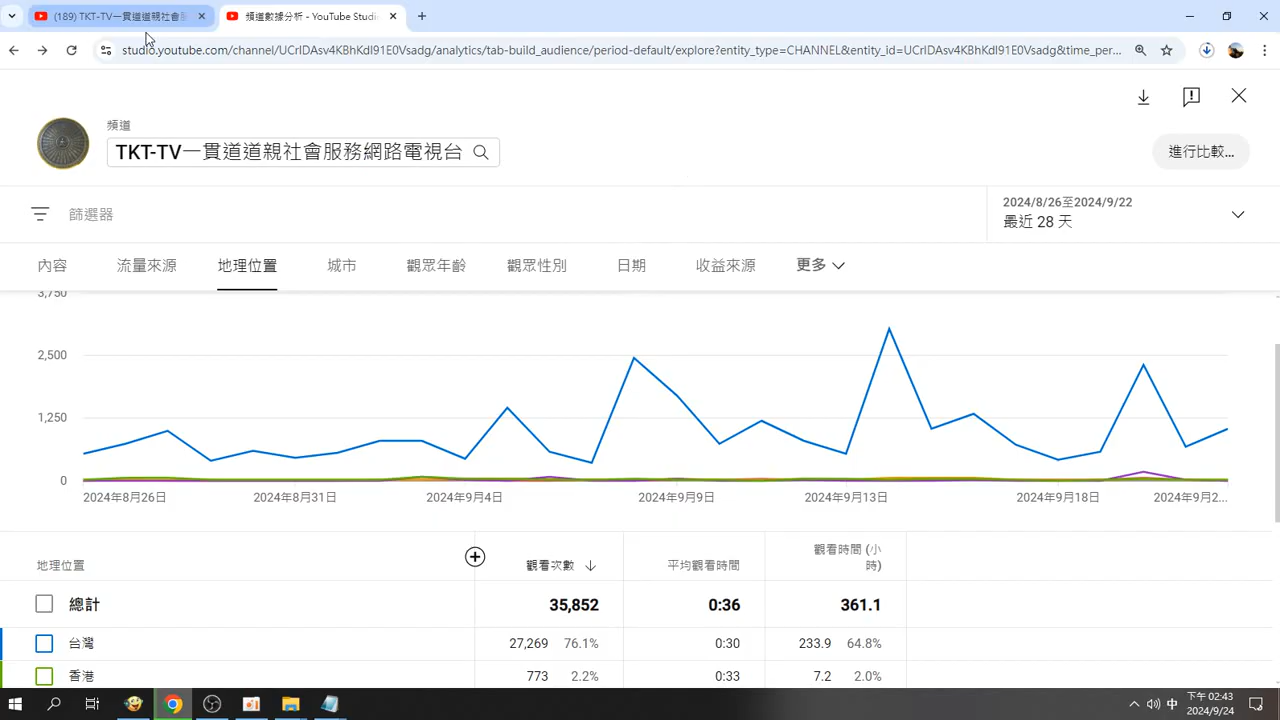 (189) TKT-TV一貫道道親社會服
頻道數據分析 - YouTube Studi
studio.youtube.com/channel/UCrIDAsv4KBhKdI91E0Vsadg/analytics/tab-build_audience/period-default/explore?entity_type=CHANNEL&entity_id=UCrIDAsv4KBhKdI91E0Vsadg&time_per...
頻道
TKT-TV一貫道道親社會服務網路電視台
進行比較...
篩選器
2024/8/26至2024/9/22
最近 28 天
內容 流量來源 地理位置 城市 觀眾年齡 觀眾性別 日期 收益來源 更多
3,750
2,500
1,250
0
2024年8月26日 2024年8月31日 2024年9月4日 2024年9月9日 2024年9月13日 2024年9月18日 2024年9月2...
地理位置 觀看次數 平均觀看時間 觀看時間 (小時)
總計 35,852 0:36 361.1
台灣 27,269 76.1% 0:30 233.9 64.8%
香港 773 2.2% 0:33 7.2 2.0%
中 下午 02:43
2024/9/24